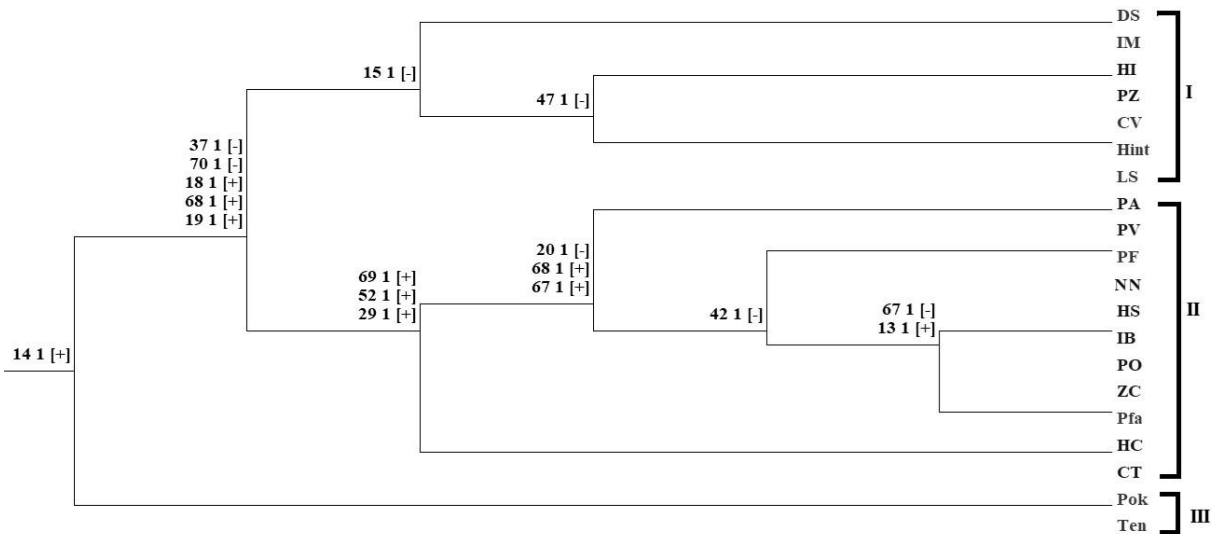 DS
IM
15 1 [-]
HI
I
PZ
47 1 [-]
CV
37 1 [-]
70 1 [-]
18 1 [+]
68 1 [+]
19 1 [+]
Hint
LS
PA
PV
20 1 [-]
68 1 [+]
67 1 [+]
PF
69 1 [+]
52 1 [+]
29 1 [+]
NN
HS
II
42 1 [-]
67 1 [-]
13 1 [+]
IB
14 1 [+]
PO
ZC
Pfa
HC
CT
Pok
III
Ten